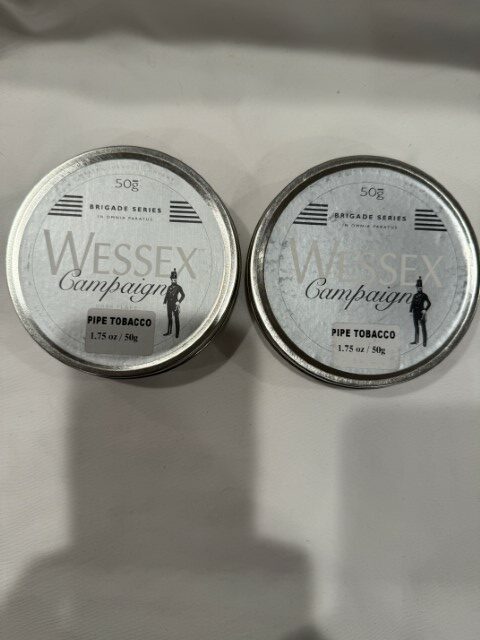 50g
BRIGADE SERIES
IN OMNIA PARATUS
WESSEX
Campaign
PIPE TOBACCO
1.75 oz / 50g
50g
BRIGADE SERIES
IN OMNIA PARATUS
WESSEX
Campaign
PIPE TOBACCO
1.75 oz / 50g